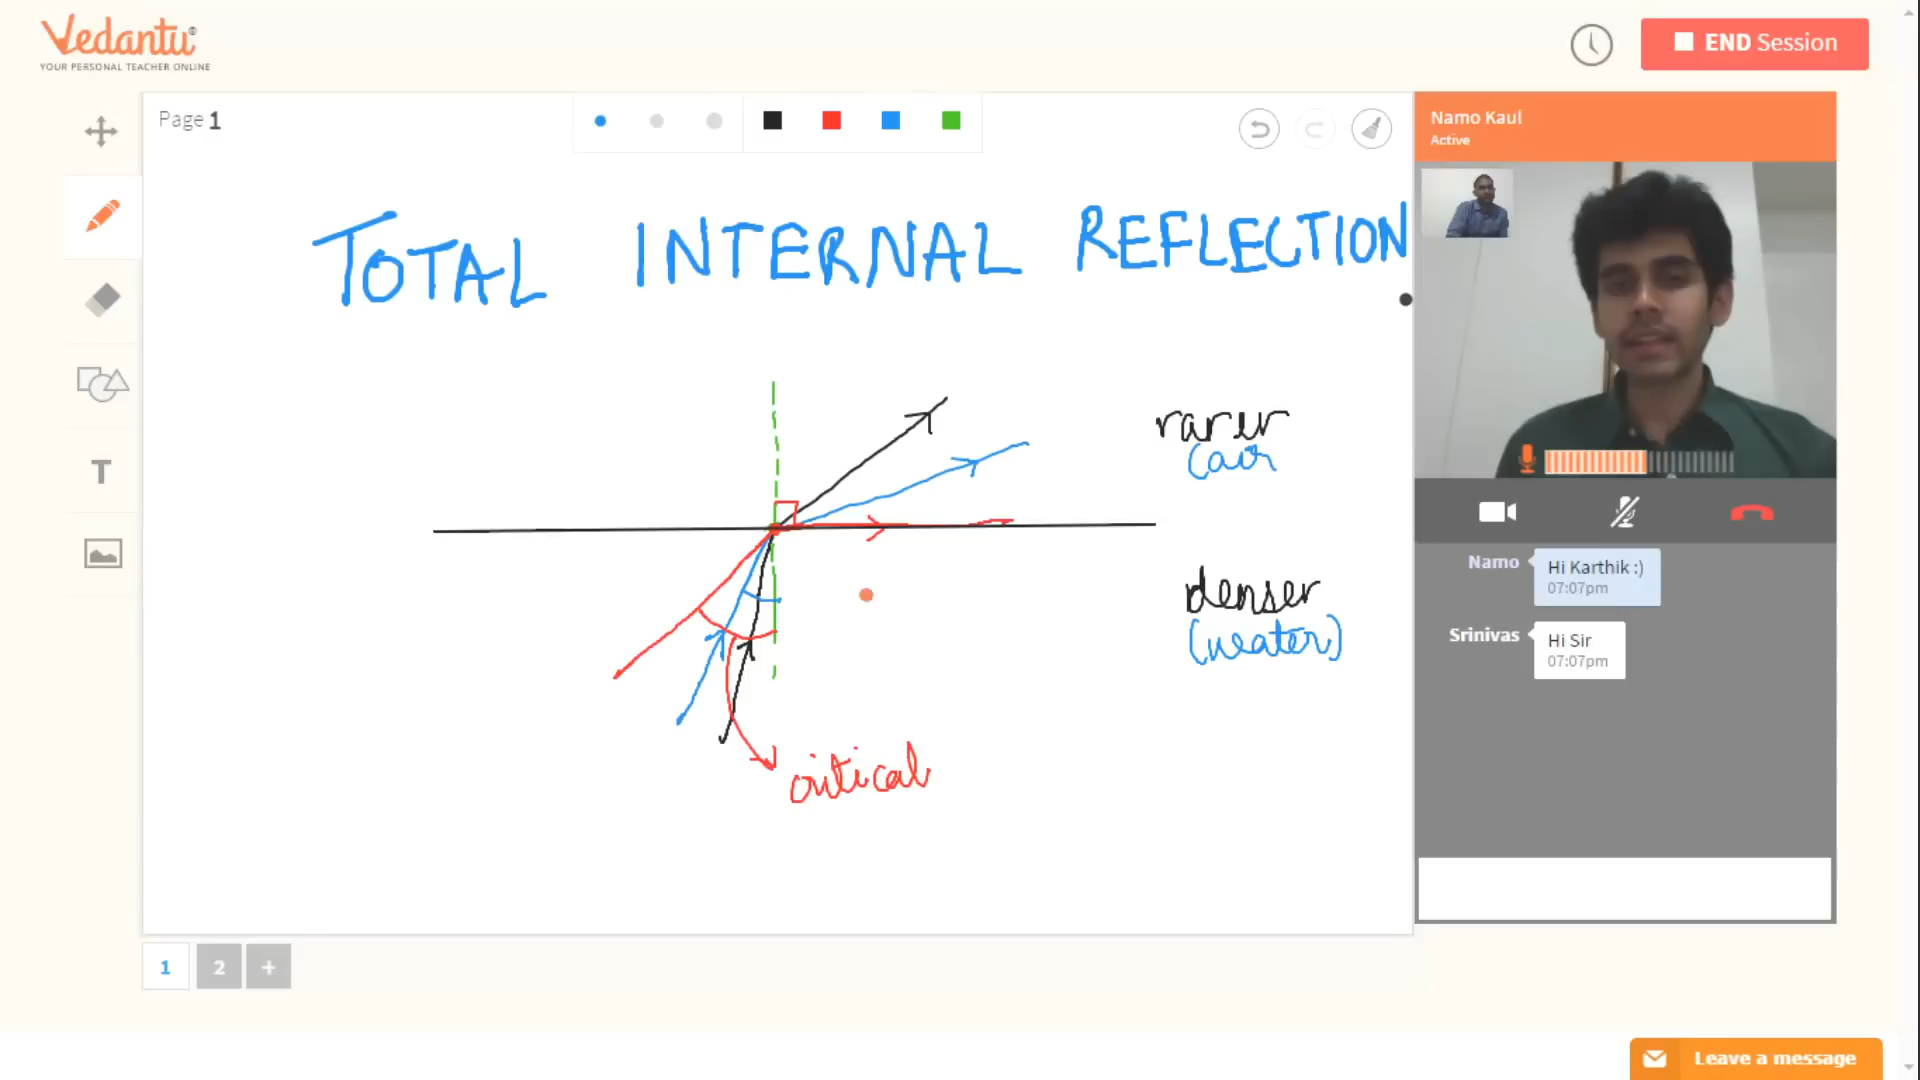 Vedantu®
YOUR PERSONAL TEACHER ONLINE
END Session
Page 1
Namo Kaul
Active
TOTAL INTERNAL REFLECTION
rarer
(air
denser
(water)
critical
Namo
Hi Karthik :)
07:07pm
Srinivas
Hi Sir
07:07pm
T
1
2
+
Leave a message